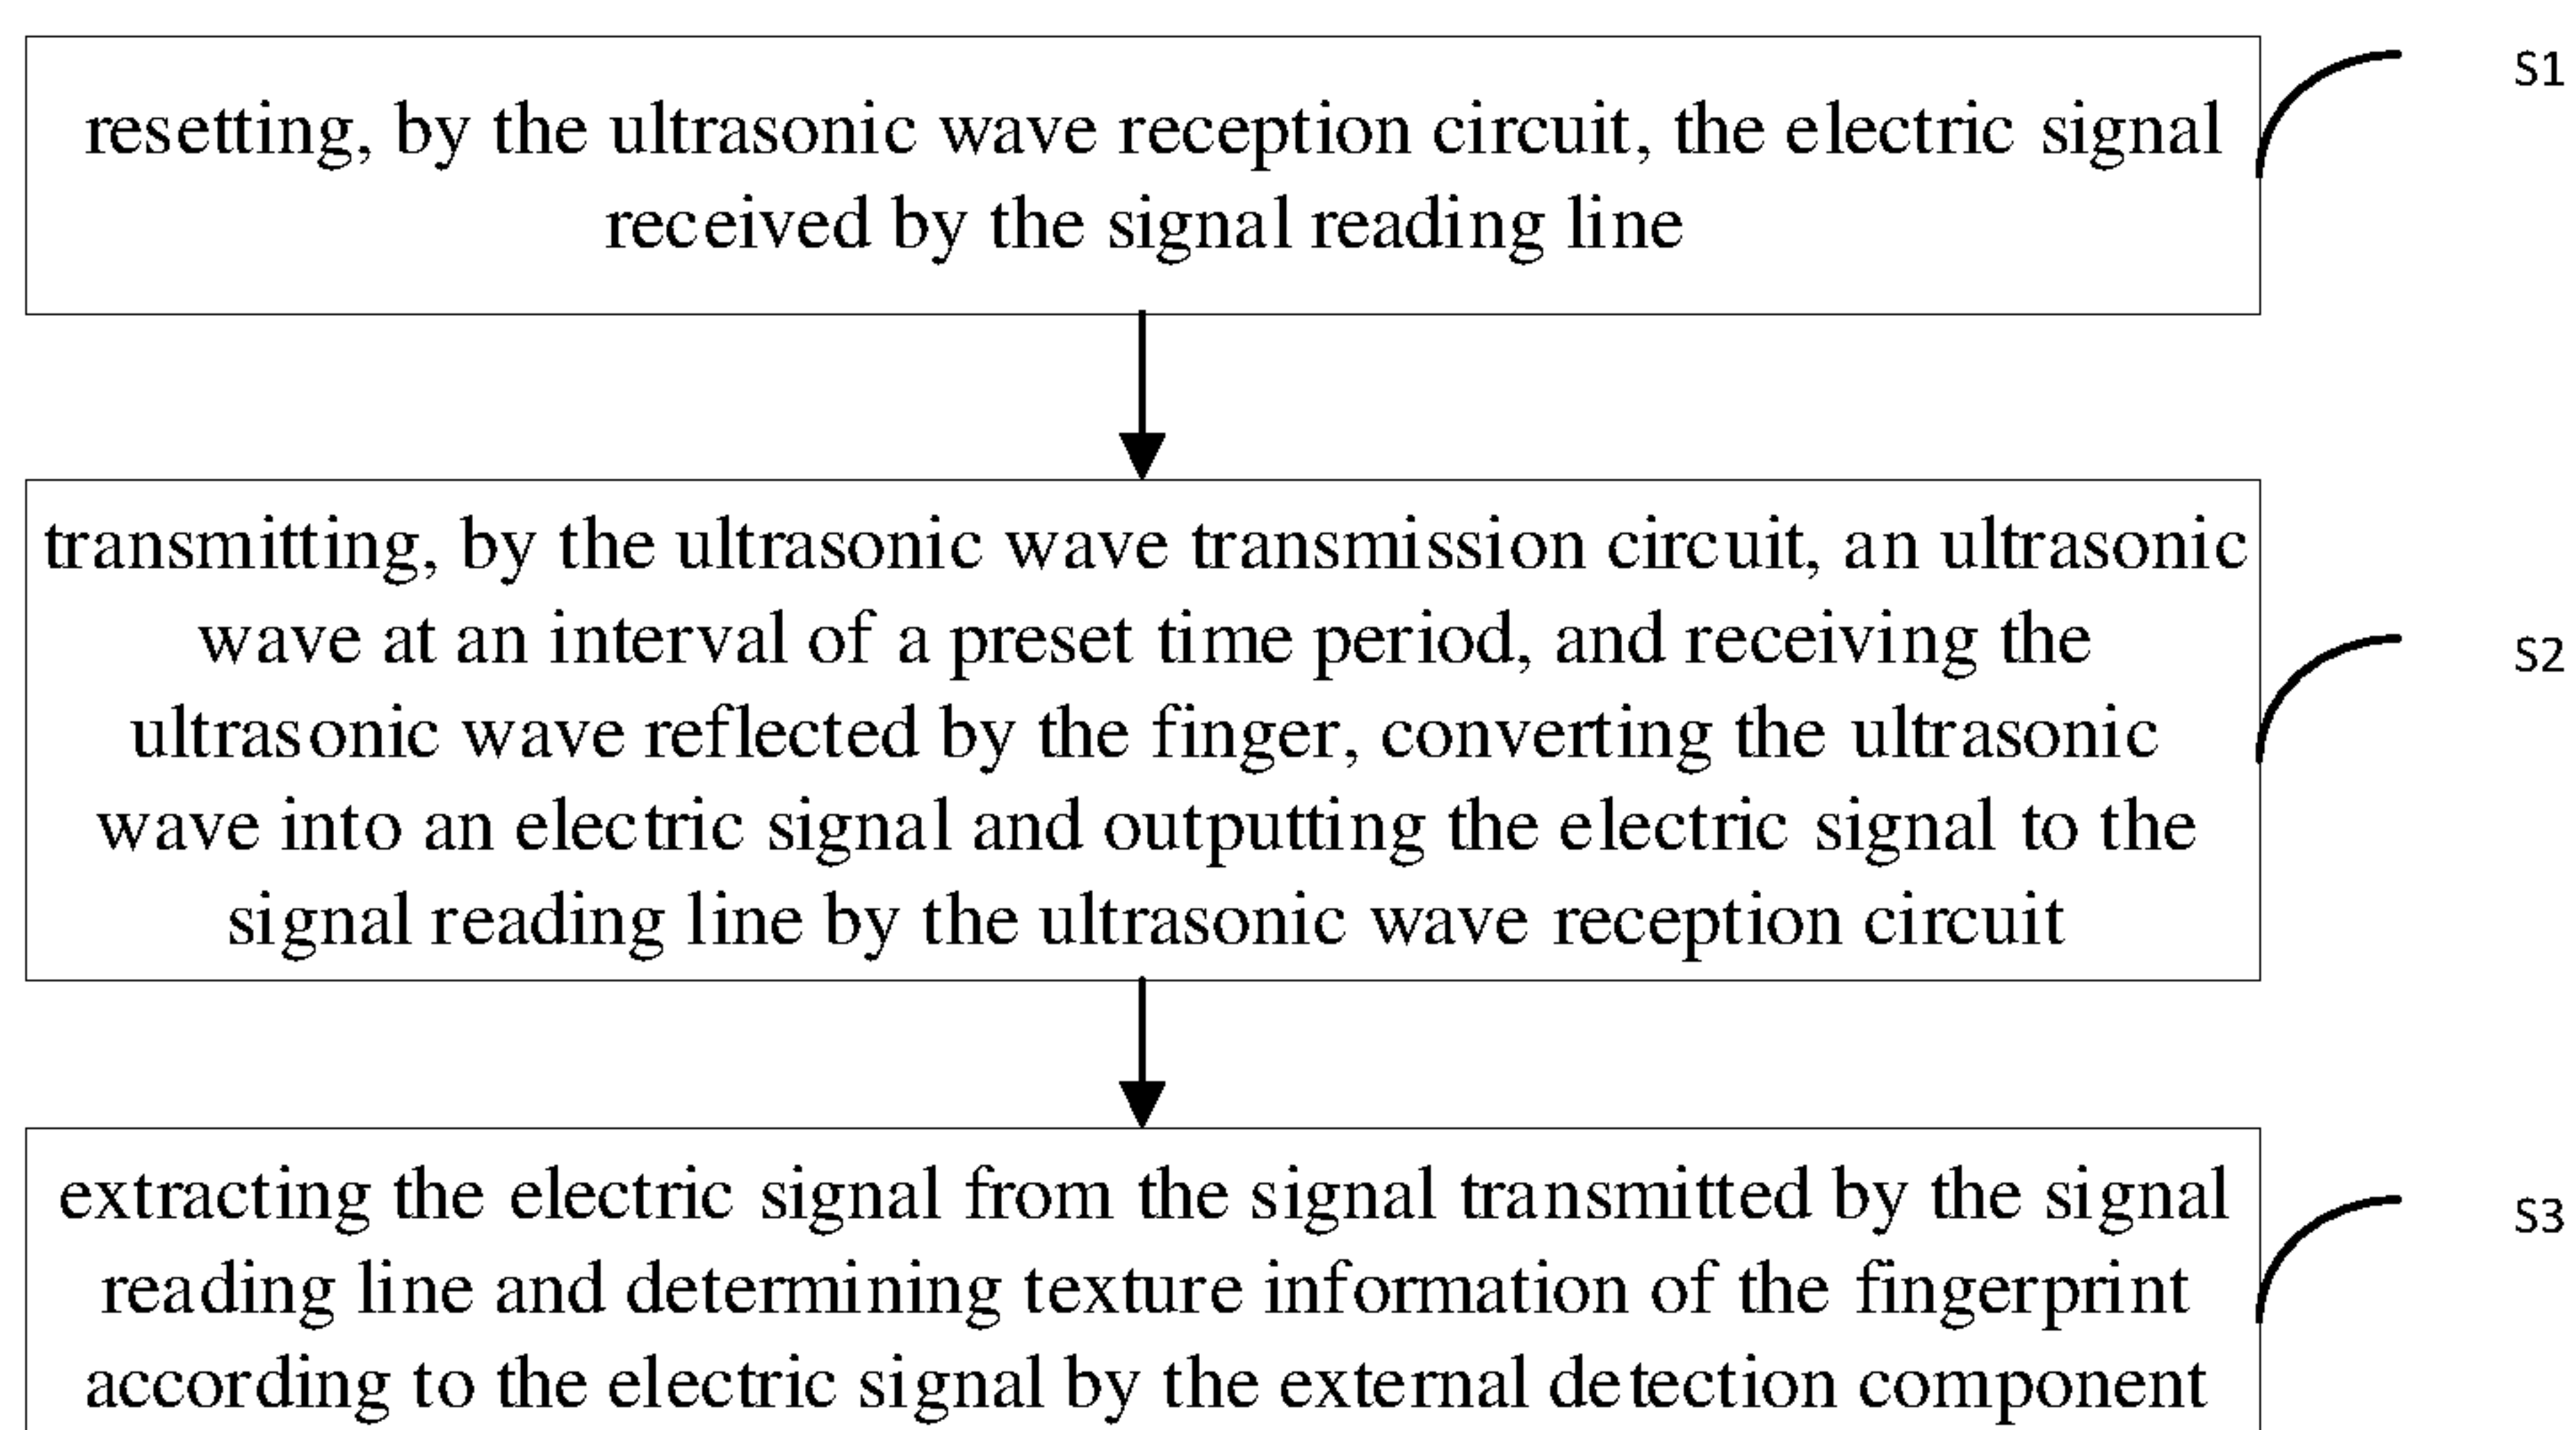 resetting, by the ultrasonic wave reception circuit, the electric signal
received by the signal reading line
S1
transmitting, by the ultrasonic wave transmission circuit, an ultrasonic
wave at an interval of a preset time period, and receiving the
ultrasonic wave reflected by the finger, converting the ultrasonic
wave into an electric signal and outputting the electric signal to the
signal reading line by the ultrasonic wave reception circuit
S2
extracting the electric signal from the signal transmitted by the signal
reading line and determining texture information of the fingerprint
according to the electric signal by the external detection component
S3